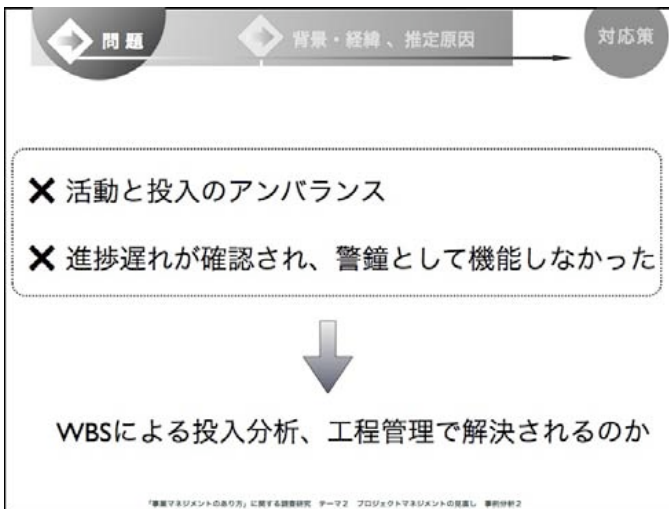 問題
背景・経緯、推定原因
対応策
✕ 活動と投入のアンバランス
✕ 進捗遅れが確認され、警鐘として機能しなかった
WBSによる投入分析、工程管理で解決されるのか
「事業マネジメントのあり方」に関する調査研究 テーマ2 プロジェクトマネジメントの見直し 事例分析2